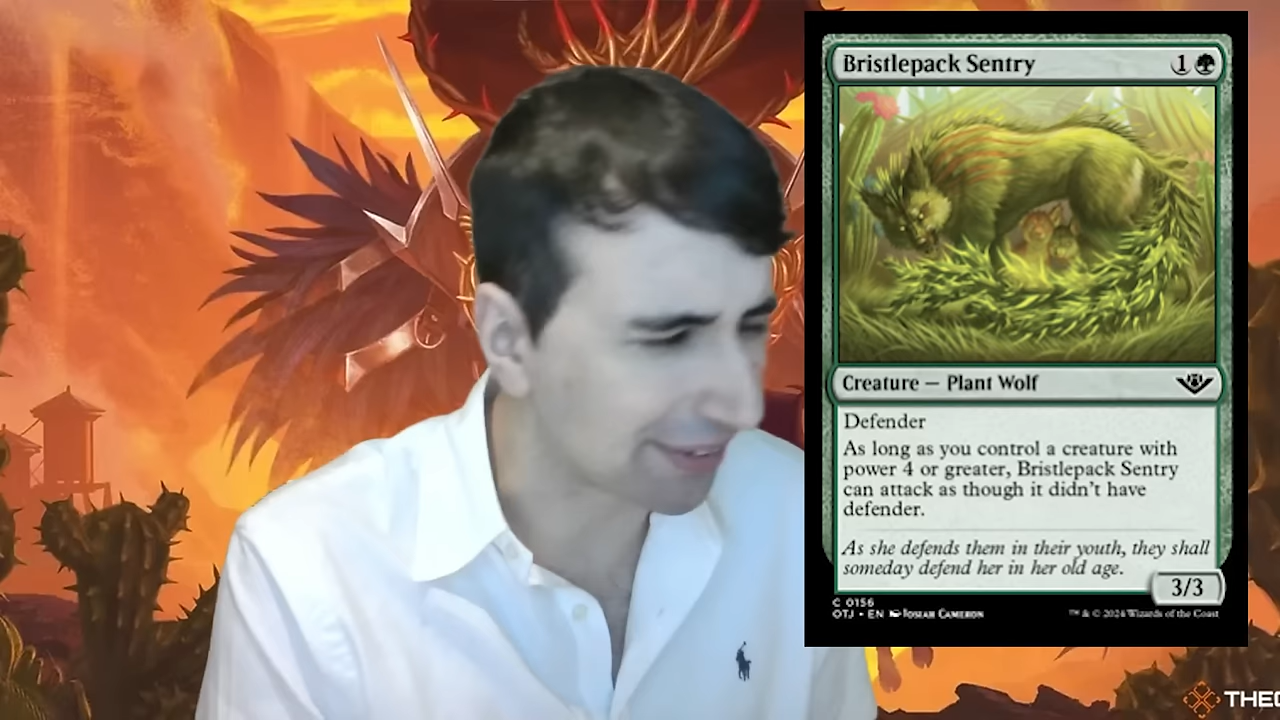 Bristlepack Sentry 1
Creature — Plant Wolf
Defender
As long as you control a creature with
power 4 or greater, Bristlepack Sentry
can attack as though it didn't have
defender.
As she defends them in their youth, they shall
someday defend her in her old age.
3/3
C 0156
OTJ • EN Josiah Cameron
™ & © 2024 Wizards of the Coast